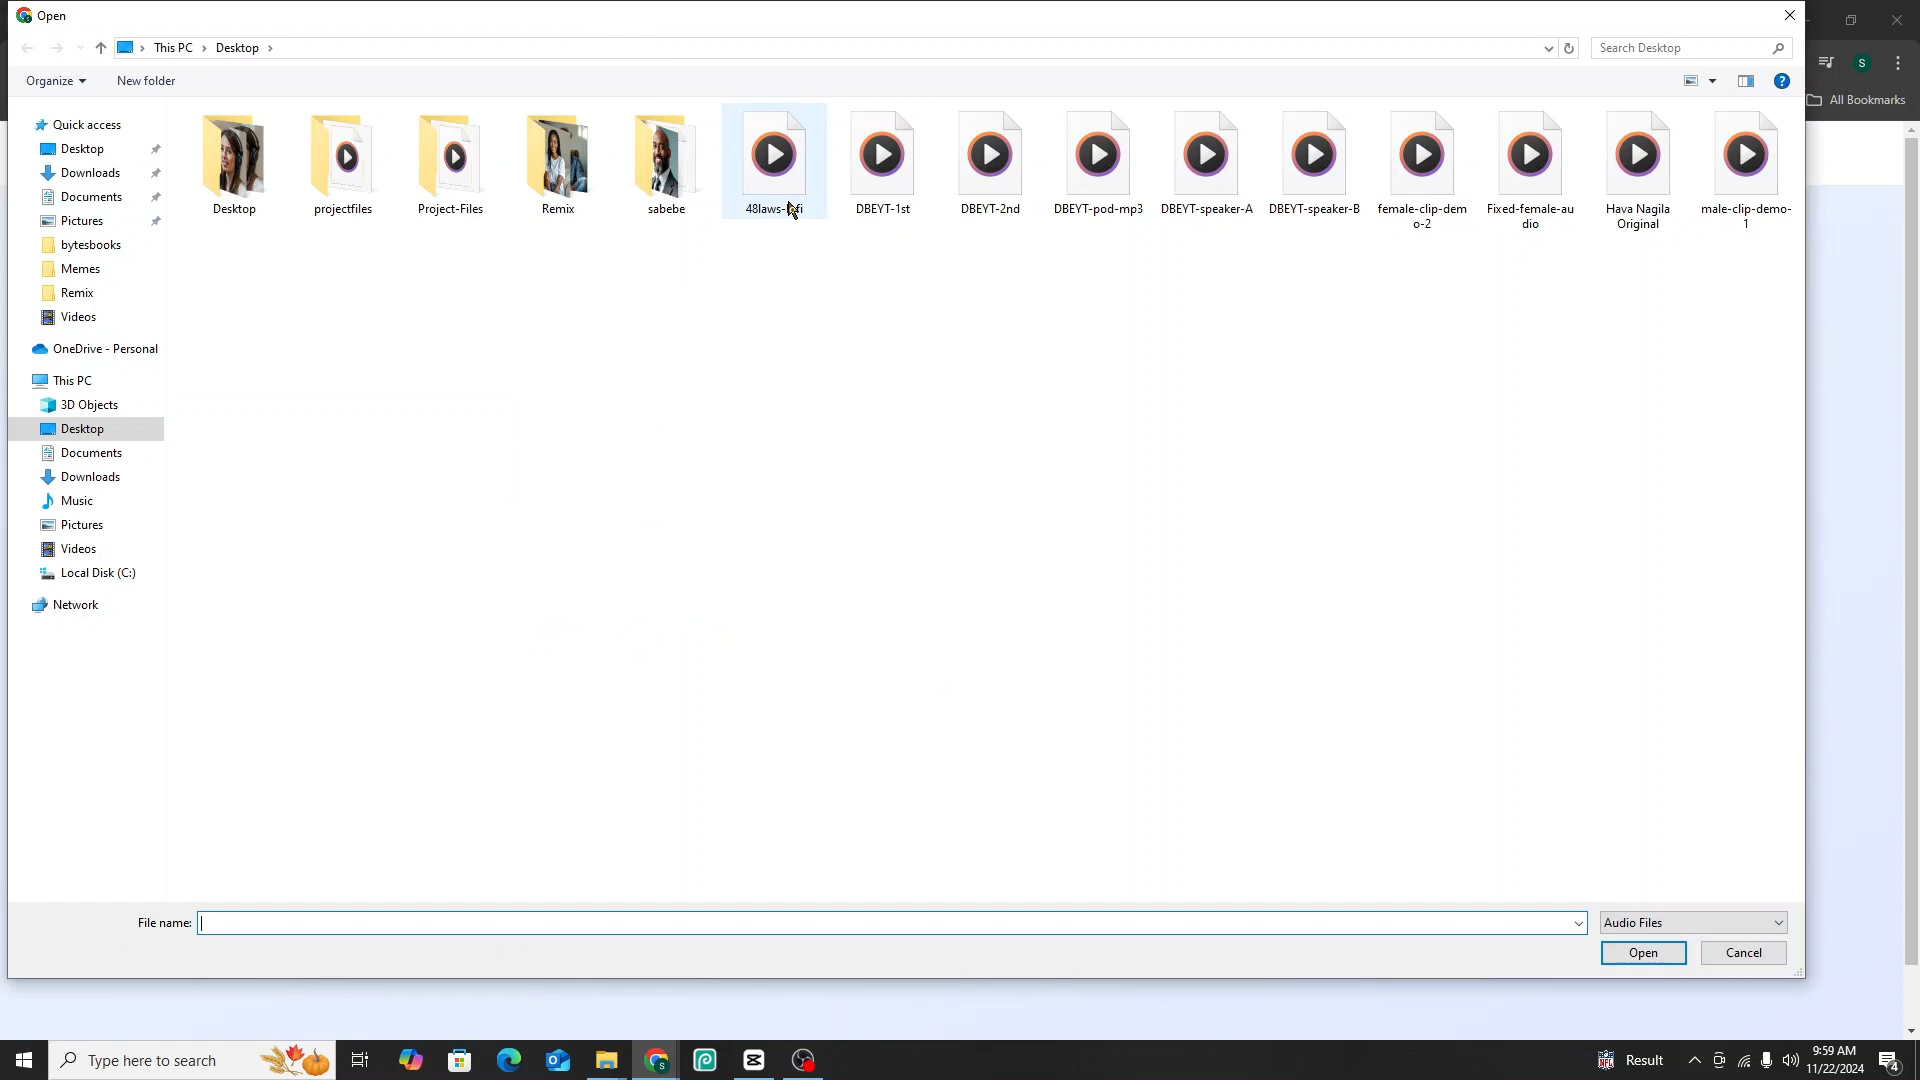 Open
This PC
Desktop
Search Desktop
S
Organize
New folder
?
All Bookmarks
Quick access
Desktop
Downloads
Documents
Pictures
bytesbooks
Memes
Remix
Videos
OneDrive - Personal
This PC
3D Objects
Desktop
Documents
Downloads
Music
Pictures
Videos
Local Disk (C:)
Network
Desktop
projectfiles
Project-Files
Remix
sabebe
DBEYT-1st
DBEYT-2nd
DBEYT-pod-mp3
DBEYT-speaker-A
DBEYT-speaker-B
female-clip-dem
o-2
Fixed-female-au
dio
Hava Nagila
Original
male-clip-demo-
1
File name:
Audio Files
Open
Cancel
Type here to search
S
Result
9:59 AM
11/22/2024
4